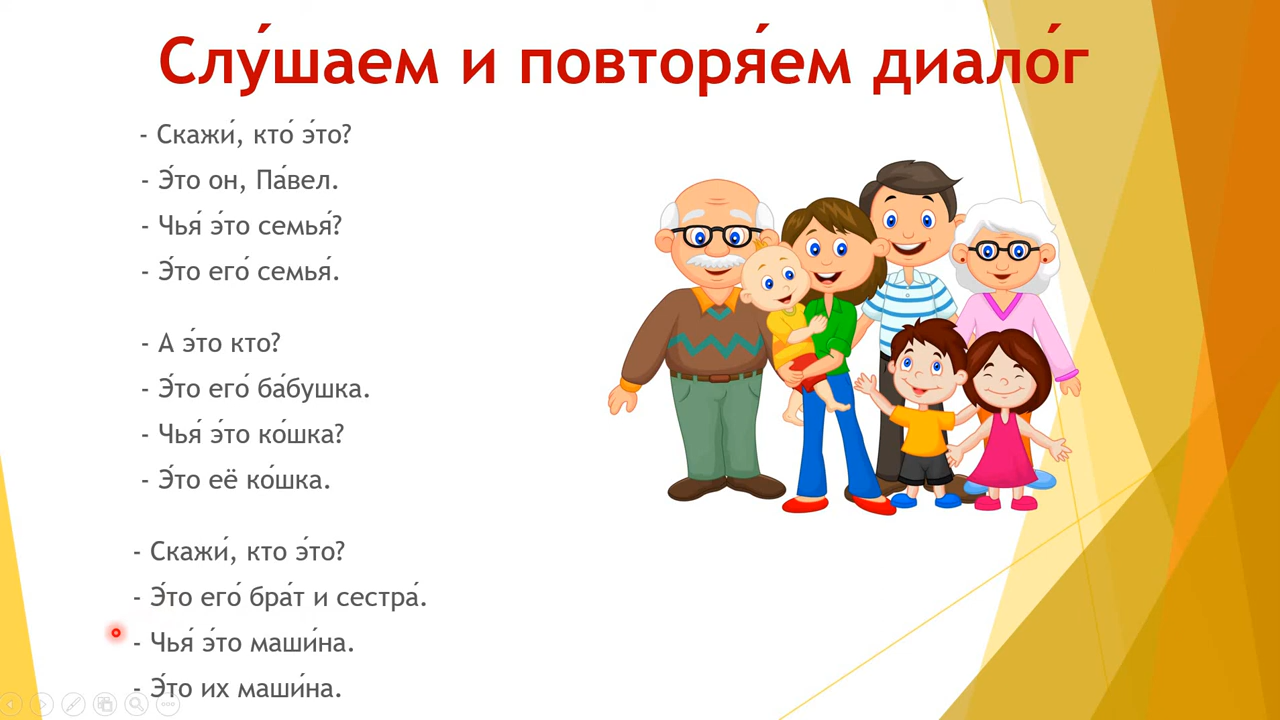 Слу́шаем и повторя́ем диало́г
- Скажи́, кто́ э́то?
- Э́то он, Па́вел.
- Чья́ э́то семья́?
- Э́то его́ семья́.
- А э́то кто?
- Э́то его́ ба́бушка.
- Чья́ э́то ко́шка?
- Э́то её ко́шка.
- Скажи́, кто э́то?
- Э́то его́ бра́т и сестра́.
- Чья́ э́то маши́на.
- Э́то их маши́на.